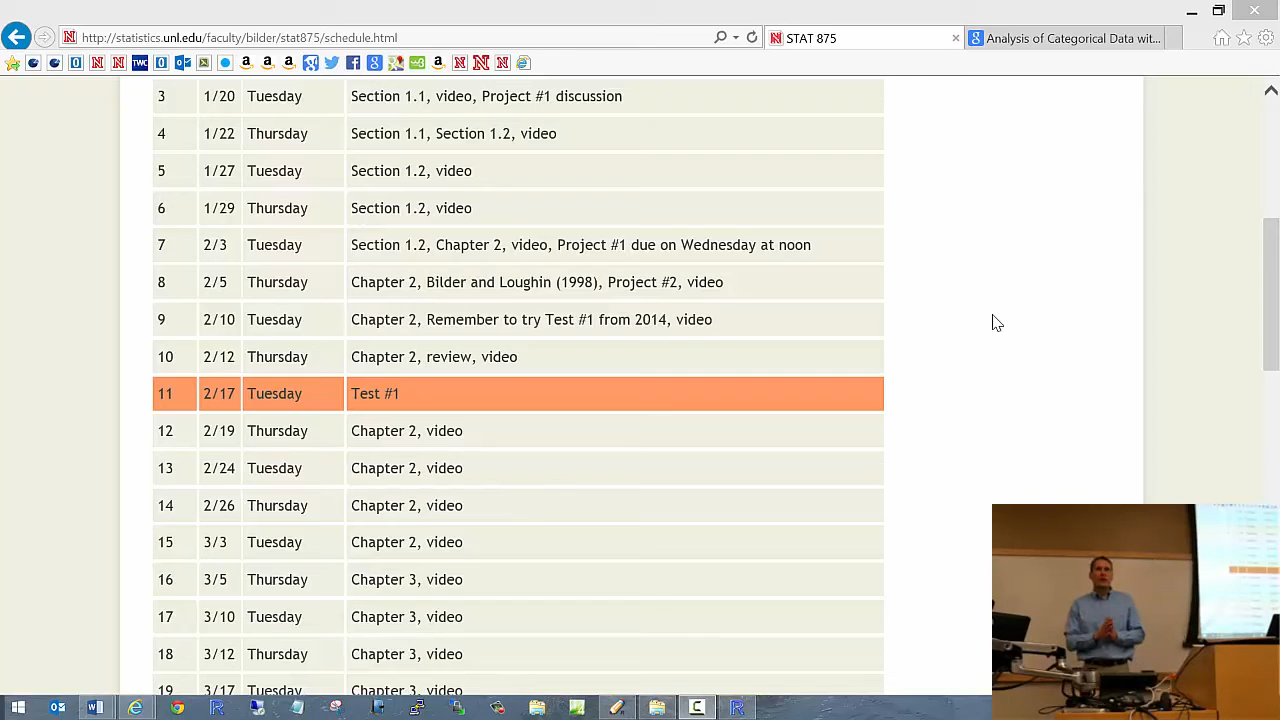 http://statistics.unl.edu/faculty/bilder/stat875/schedule.html
STAT 875
Analysis of Categorical Data wit...
3 1/20 Tuesday Section 1.1, video, Project #1 discussion
4 1/22 Thursday Section 1.1, Section 1.2, video
5 1/27 Tuesday Section 1.2, video
6 1/29 Thursday Section 1.2, video
7 2/3 Tuesday Section 1.2, Chapter 2, video, Project #1 due on Wednesday at noon
8 2/5 Thursday Chapter 2, Bilder and Loughin (1998), Project #2, video
9 2/10 Tuesday Chapter 2, Remember to try Test #1 from 2014, video
10 2/12 Thursday Chapter 2, review, video
11 2/17 Tuesday Test #1
12 2/19 Thursday Chapter 2, video
13 2/24 Tuesday Chapter 2, video
14 2/26 Thursday Chapter 2, video
15 3/3 Tuesday Chapter 2, video
16 3/5 Thursday Chapter 3, video
17 3/10 Tuesday Chapter 3, video
18 3/12 Thursday Chapter 3, video
19 3/17 Tuesday Chapter 3, video